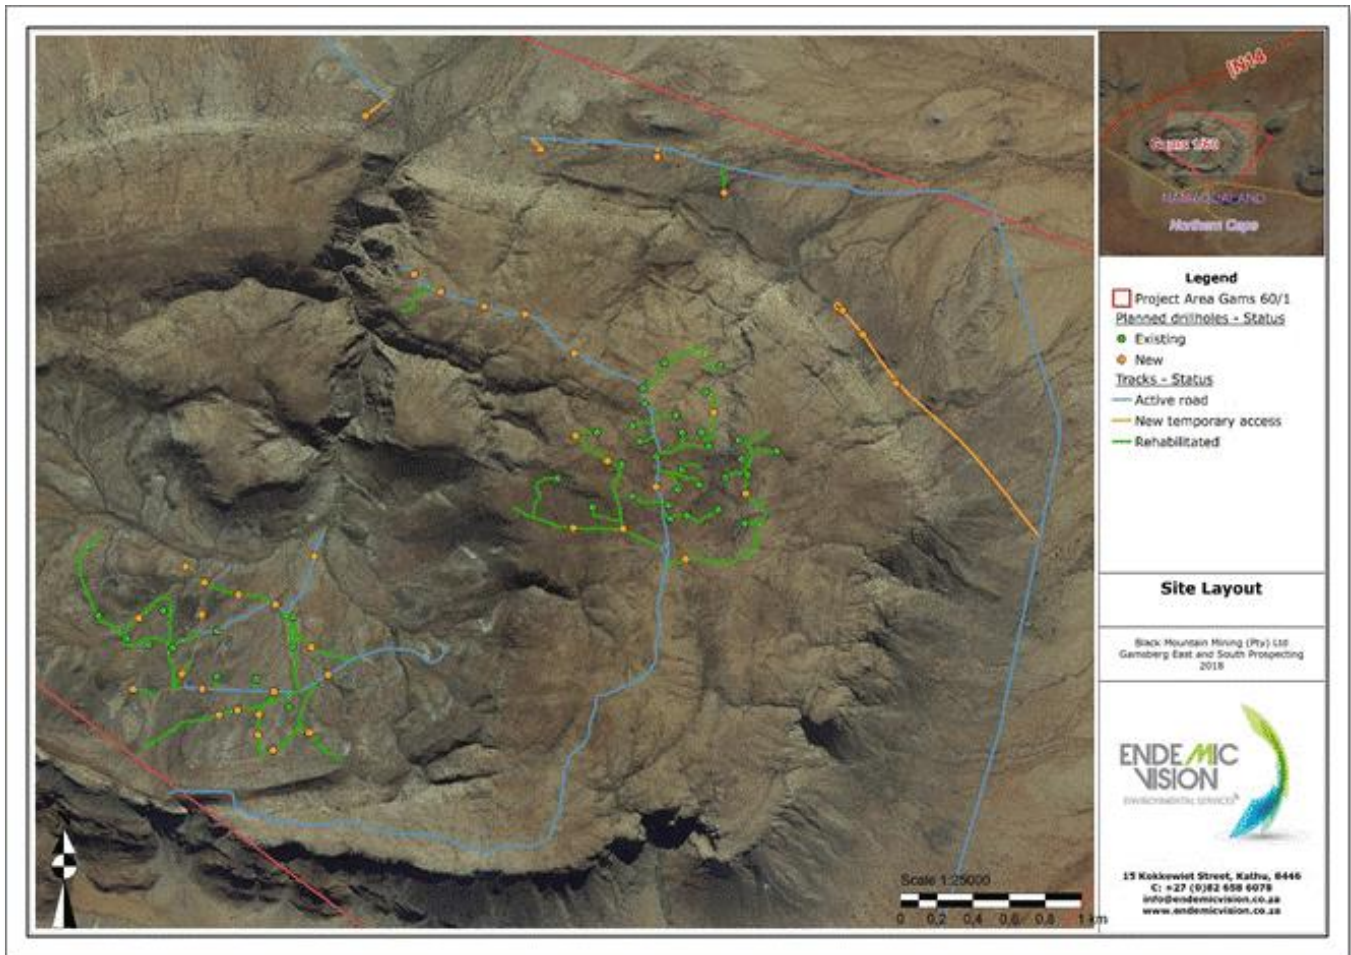 N14
Gams 1/60
NAMAQUALAND
Northern Cape
Legend
Project Area Gams 60/1
Planned drillholes - Status
Existing
New
Tracks - Status
Active road
New temporary access
Rehabilitated
Site Layout
Black Mountain Mining (Pty) Ltd
Gamsberg East and South Prospecting
2018
ENDEMIC
VISION
ENVIRONMENTAL SERVICES
15 Kokkewiet Street, Kathu, 8446
C: +27 (0)82 658 6078
info@endemicvision.co.za
www.endemicvision.co.za
Scale 1:25000
0 0,2 0,4 0,6 0,8 1 km